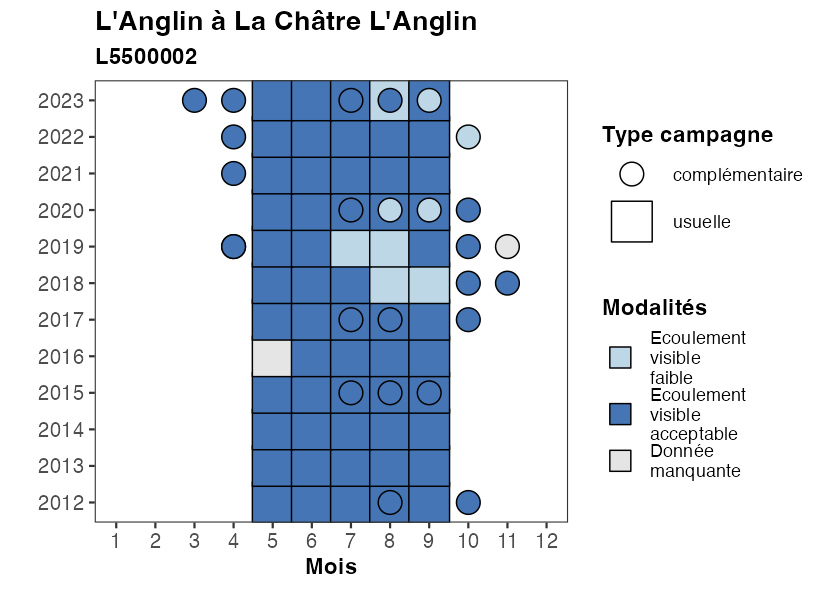 L'Anglin à La Châtre L'Anglin
L5500002
2023
2022
2021
2020
2019
2018
2017
2016
2015
2014
2013
2012
1 2 3 4 5 6 7 8 9 10 11 12
Mois
Type campagne
complémentaire
usuelle
Modalités
Ecoulement
visible
faible
Ecoulement
visible
acceptable
Donnée
manquante